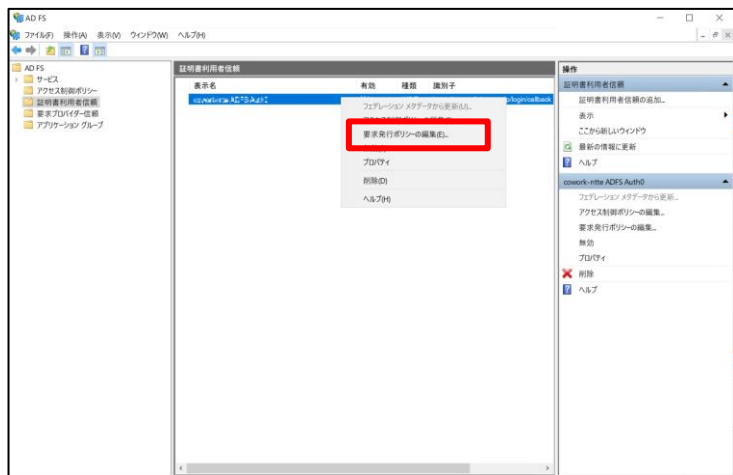 AD FS
ファイル(F) 操作(A) 表示(V) ウィンドウ(W) ヘルプ(H)
AD FS
サービス
アクセス制御ポリシー
証明書利用者信頼
要求プロバイダー信頼
アプリケーション グループ
証明書利用者信頼
表示名 有効 種類 識別子
cowork-ntte ADFS Auth0
p/login/callback
フェデレーション メタデータから更新(U)...
要求発行ポリシーの編集(E)...
プロパティ
削除(D)
ヘルプ(H)
操作
証明書利用者信頼
証明書利用者信頼の追加...
表示
ここから新しいウィンドウ
最新の情報に更新
ヘルプ
cowork-ntte ADFS Auth0
フェデレーション メタデータから更新...
アクセス制御ポリシーの編集...
要求発行ポリシーの編集...
無効
プロパティ
削除
ヘルプ